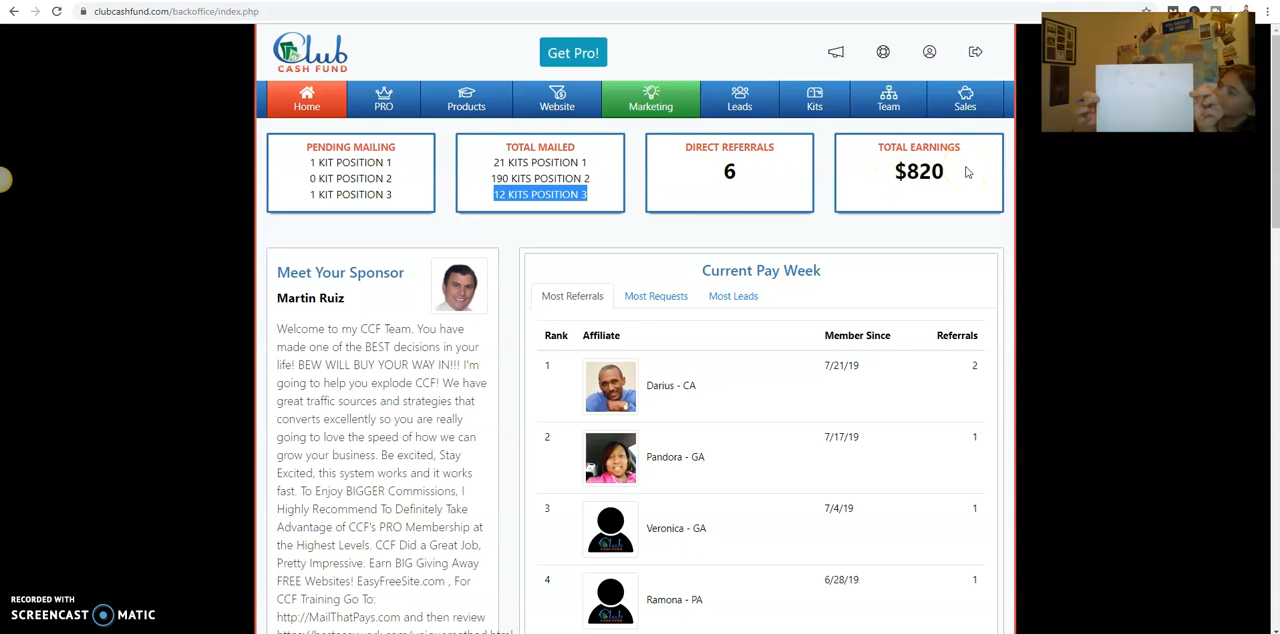 clubcashfund.com/backoffice/index.php
Club
CASH FUND
Get Pro!
Home
PRO
Products
Website
Marketing
Leads
Kits
Team
Sales
PENDING MAILING
1 KIT POSITION 1
0 KIT POSITION 2
1 KIT POSITION 3
TOTAL MAILED
21 KITS POSITION 1
190 KITS POSITION 2
12 KITS POSITION 3
DIRECT REFERRALS
6
TOTAL EARNINGS
$820
Meet Your Sponsor
Martin Ruiz
Welcome to my CCF Team. You have
made one of the BEST decisions in your
life! BEW WILL BUY YOUR WAY IN!!! I'm
going to help you explode CCF! We have
great traffic sources and strategies that
converts excellently so you are really
going to love the speed of how we can
grow your business. Be excited, Stay
Excited, this system works and it works
fast. To Enjoy BIGGER Commissions, I
Highly Recommend To Definitely Take
Advantage of CCF's PRO Membership at
the Highest Levels. CCF Did a Great Job,
Pretty Impressive. Earn BIG Giving Away
FREE Websites! EasyFreeSite.com , For
CCF Training Go To:
http://MailThatPays.com and then review
Current Pay Week
Most Referrals
Most Requests
Most Leads
Rank Affiliate Member Since Referrals
1 Darius - CA 7/21/19 2
2 Pandora - GA 7/17/19 1
3 Veronica - GA 7/4/19 1
4 Ramona - PA 6/28/19 1
RECORDED WITH
SCREENCAST MATIC